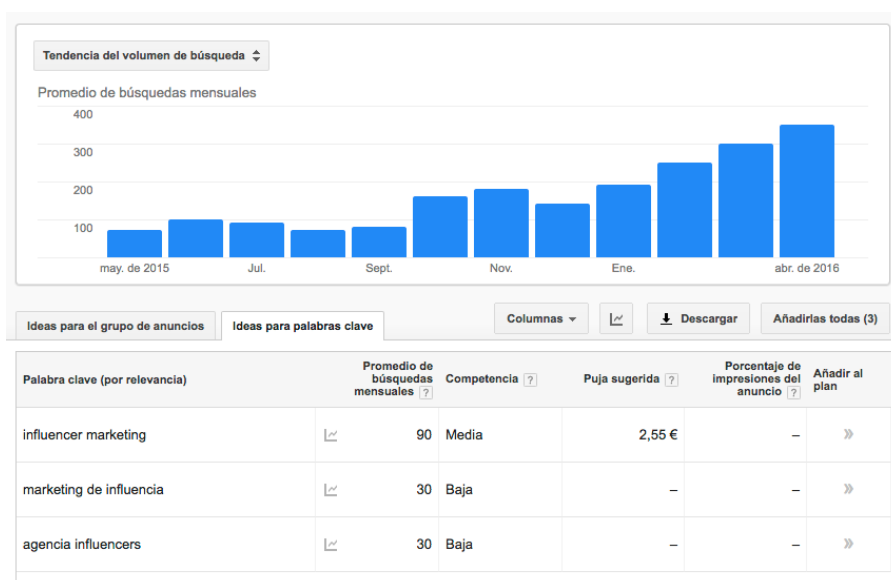 Tendencia del volumen de búsqueda
Promedio de búsquedas mensuales
400
300
200
100
may. de 2015 Jul. Sept. Nov. Ene. abr. de 2016
Ideas para el grupo de anuncios Ideas para palabras clave Columnas Descargar Añadirlas todas (3)
Palabra clave (por relevancia) Promedio de búsquedas mensuales ? Competencia ? Puja sugerida ? Porcentaje de impresiones del anuncio ? Añadir al plan
influencer marketing 90 Media 2,55 € – »
marketing de influencia 30 Baja – – »
agencia influencers 30 Baja – – »